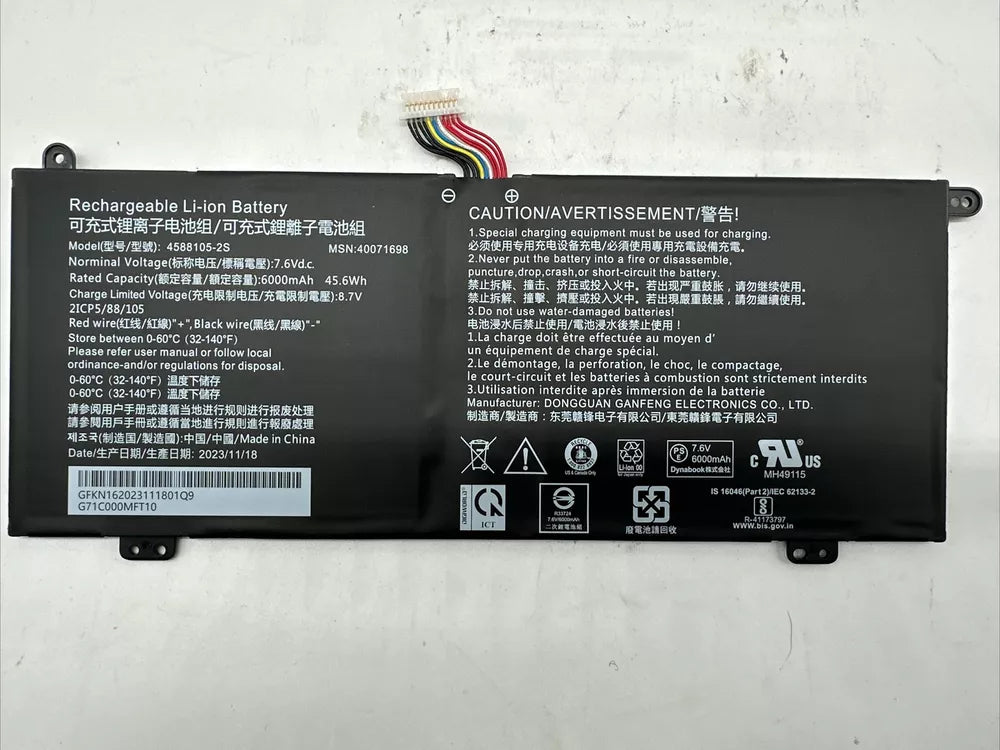 Rechargeable Li-ion Battery
可充式锂离子电池组/可充式鋰離子電池組
Model(型号/型號): 4588105-2S
MSN:40071698
Norminal Voltage(标称电压/標稱電壓):7.6Vd.c.
Rated Capacity(额定容量/額定容量):6000mAh 45.6Wh
Charge Limited Voltage(充电限制电压/充電限制電壓):8.7V
2ICP5/88/105
Red wire(红线/紅線)"+",Black wire(黑线/黑線)"-"
Store between 0-60°C (32-140°F)
Please refer user manual or follow local
ordinance-and/or regulations for disposal.
0-60°C (32-140°F) 温度下储存
0-60°C (32-140°F) 溫度下儲存
请参阅用户手册或遵循当地进行规则进行报废处理
請參閱用戶手冊或遵循當地進行規則進行報廢處理
제조국(制造国/製造國):中国/中國/Made in China
Date/生产日期/生產日期: 2023/11/18
GFKN162023111801Q9
G71C000MFT10
CAUTION/AVERTISSEMENT/警告!
1.Special charging equipment must be used for charging.
必须使用专用充电设备充电/必須使用專用充電設備充電。
2.Never put the battery into a fire or disassemble,
puncture,drop,crash,or short-circuit the battery.
禁止拆解、撞击、挤压或投入火中。若出现严重鼓胀，请勿继续使用。
禁止拆解、撞擊、擠壓或投入火中。若出現嚴重鼓脹，請勿繼續使用。
3.Do not use water-damaged batteries!
电池浸水后禁止使用/電池浸水後禁止使用！
1.La charge doit être effectuée au moyen d'
un équipement de charge spécial.
2.Le démontage, la perforation, le choc, le compactage,
le court-circuit et les batteries à combustion sont strictement interdits
3.Utilisation interdite après immersion de la batterie
Manufacturer: DONGGUAN GANFENG ELECTRONICS CO., LTD.
制造商/製造商：东莞赣锋电子有限公司/東莞贛鋒電子有限公司
RECYCLE
US & Canada Only
Li-ion 00
PS
E
7.6V
6000mAh
Dynabook株式会社
c RU US
MH49115
ICT
R33724
7.6V/6000mAh
二次鋰電池組
廢電池請回收
IS 16046(Part2)/IEC 62133-2
R-41173797
www.bis.gov.in